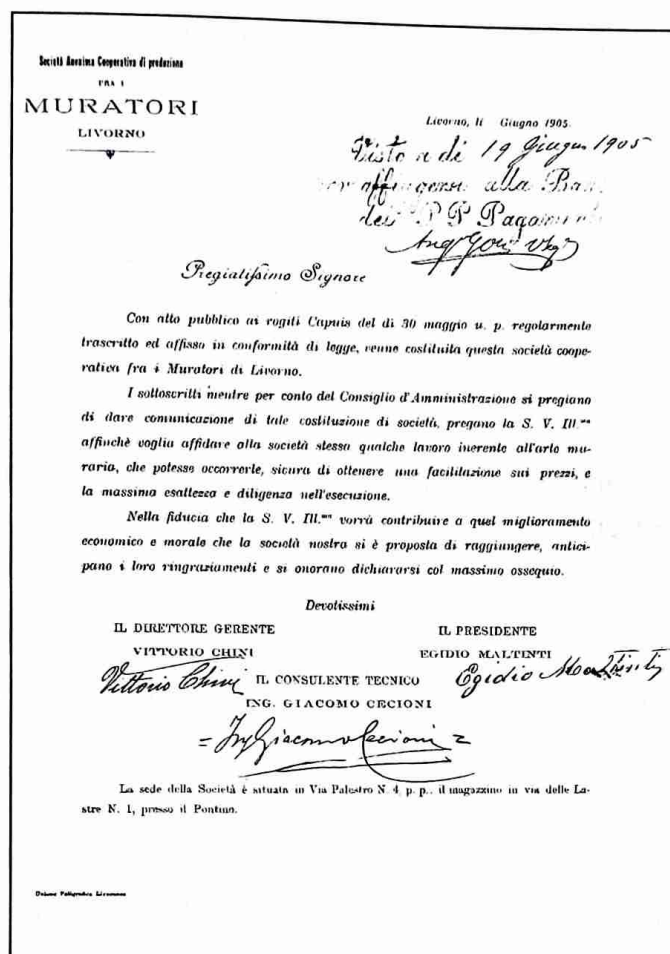 Società Anonima Cooperativa di produzione
FRA I
MURATORI
LIVORNO
Livorno, li Giugno 1905.
Visto a dì 19 Giugno 1905
per affiggersi alla
dei P P
Pregiatissimo Signore
Con atto pubblico ai rogiti Capuis del dì 30 maggio u. p. regolarmente
trascritto ed affisso in conformità di legge, venne costituita questa società coope-
rativa fra i Muratori di Livorno.
I sottoscritti mentre per conto del Consiglio d'Amministrazione si pregiano
di dare comunicazione di tale costituzione di società, pregano la S. V. Ill.ma
affinchè voglia affidare alla società stessa qualche lavoro inerente all'arte mu-
raria, che potesse occorrerle, sicura di ottenere una facilitazione sui prezzi, e
la massima esattezza e diligenza nell'esecuzione.
Nella fiducia che la S. V. Ill.ma vorrà contribuire a quel miglioramento
economico e morale che la società nostra si è proposta di raggiungere, antici-
pano i loro ringraziamenti e si onorano dichiararsi col massimo ossequio.
Devotissimi
IL DIRETTORE GERENTE
VITTORIO CHINI
Vittorio Chini
IL PRESIDENTE
EGIDIO MALTINTI
Egidio Maltinti
IL CONSULENTE TECNICO
ING. GIACOMO CECIONI
= Ing Giacomo Cecioni =
La sede della Società è situata in Via Palestro N. 4, p. p., il magazzino in via delle La-
stre N. 1, presso il Pontino.
Unione Poligrafica Livornese